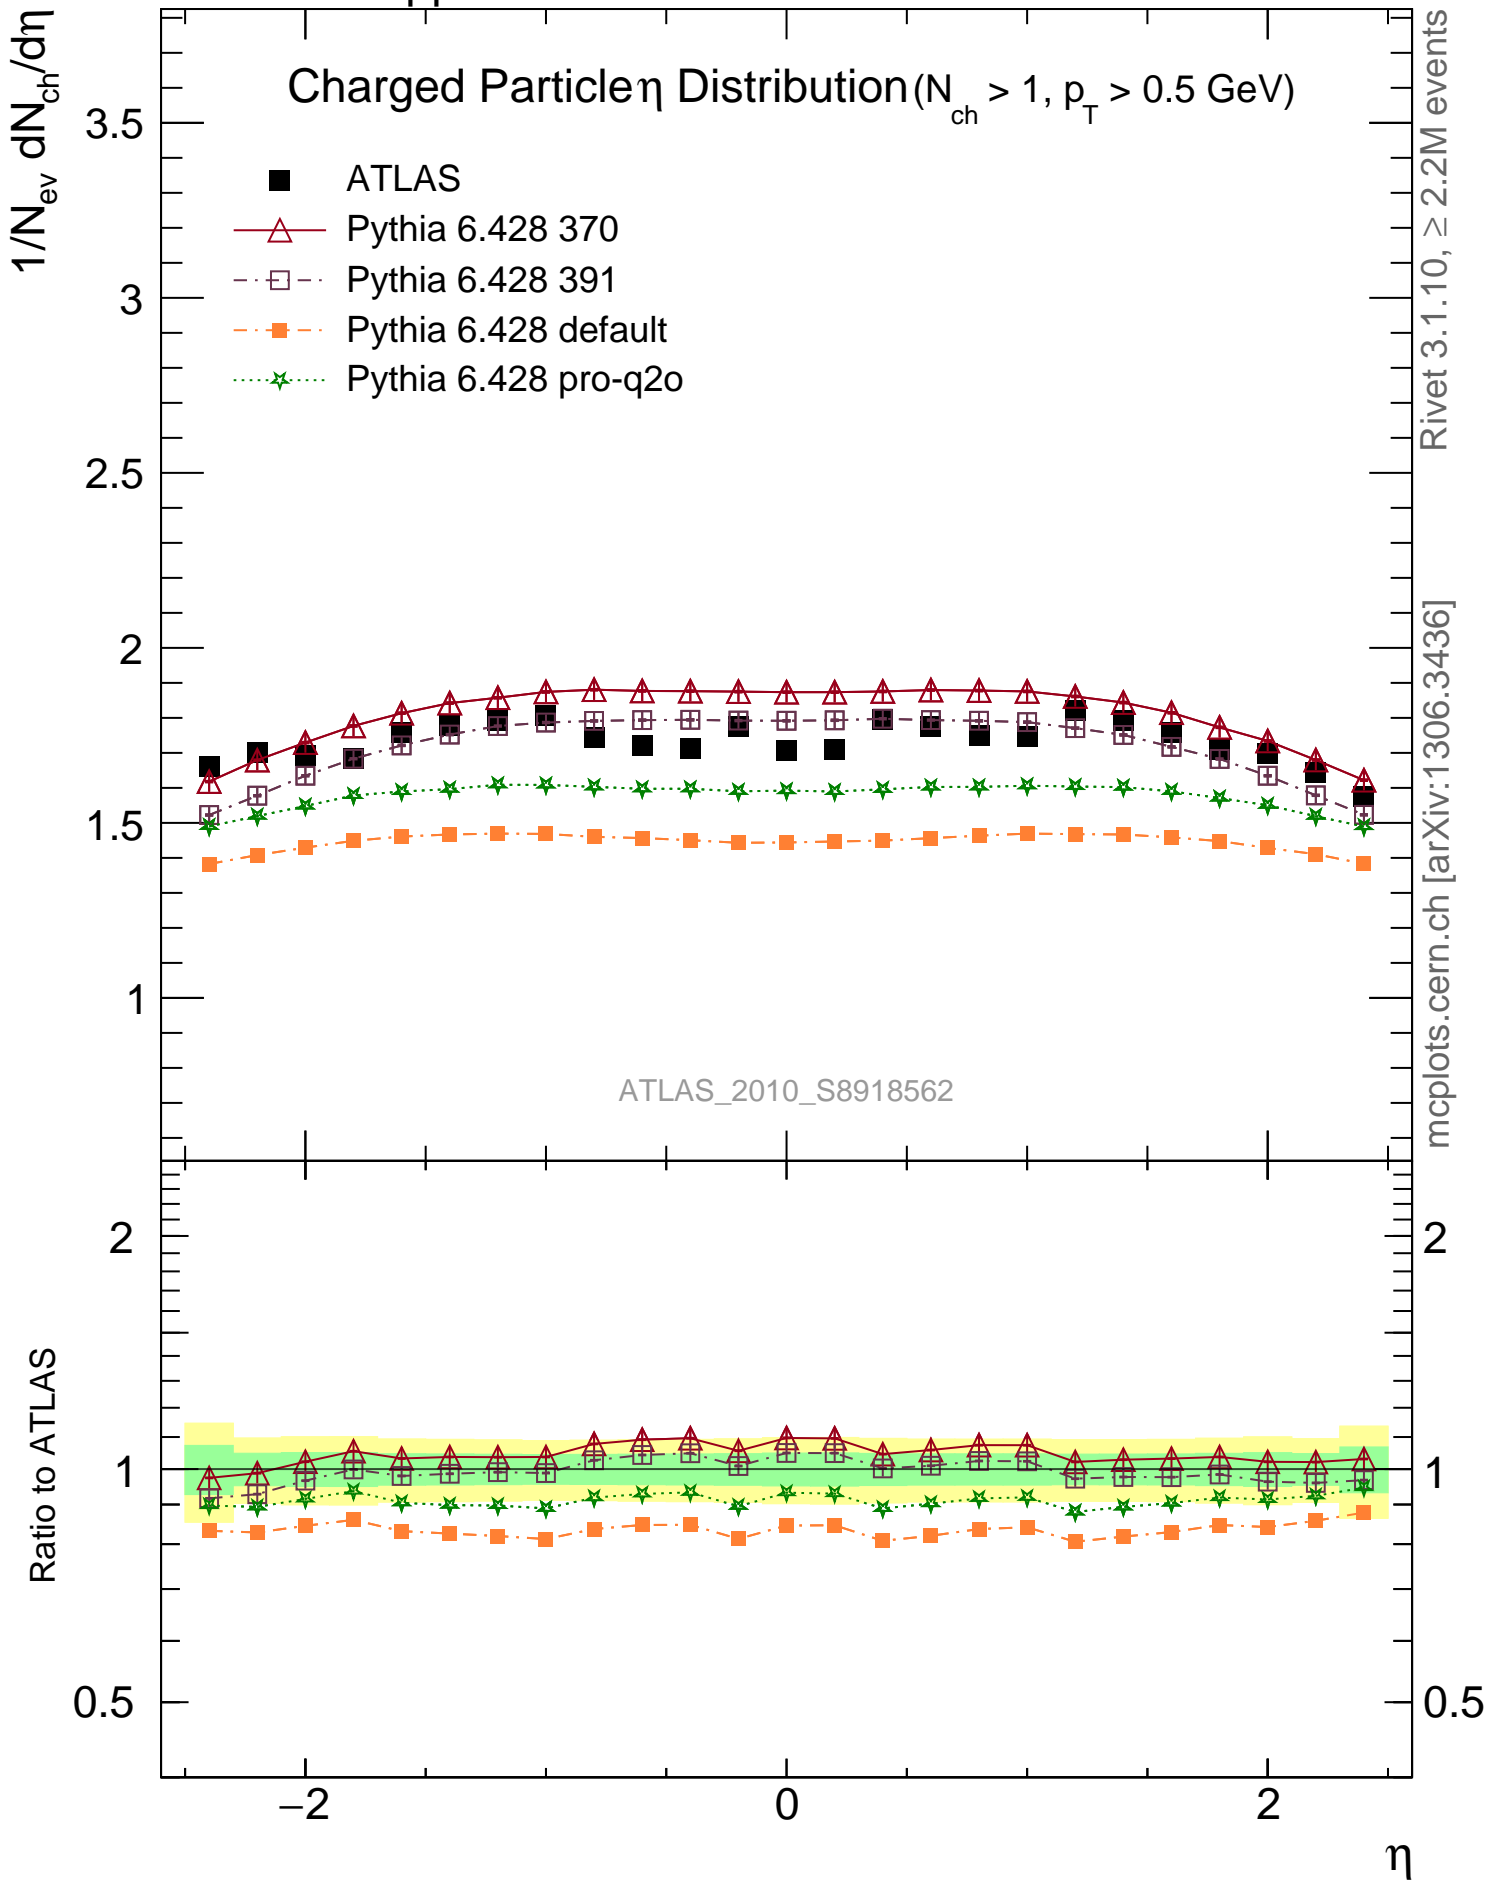 pp
1/N_ev dN_ch/dη
Charged Particle η Distribution (N_ch > 1, p_T > 0.5 GeV)
ATLAS
Pythia 6.428 370
Pythia 6.428 391
Pythia 6.428 default
Pythia 6.428 pro-q2o
3.5
3
2.5
2
1.5
1
ATLAS_2010_S8918562
Rivet 3.1.10, ≥ 2.2M events
mcplots.cern.ch [arXiv:1306.3436]
Ratio to ATLAS
2
1
0.5
2
1
0.5
−2
0
2
η